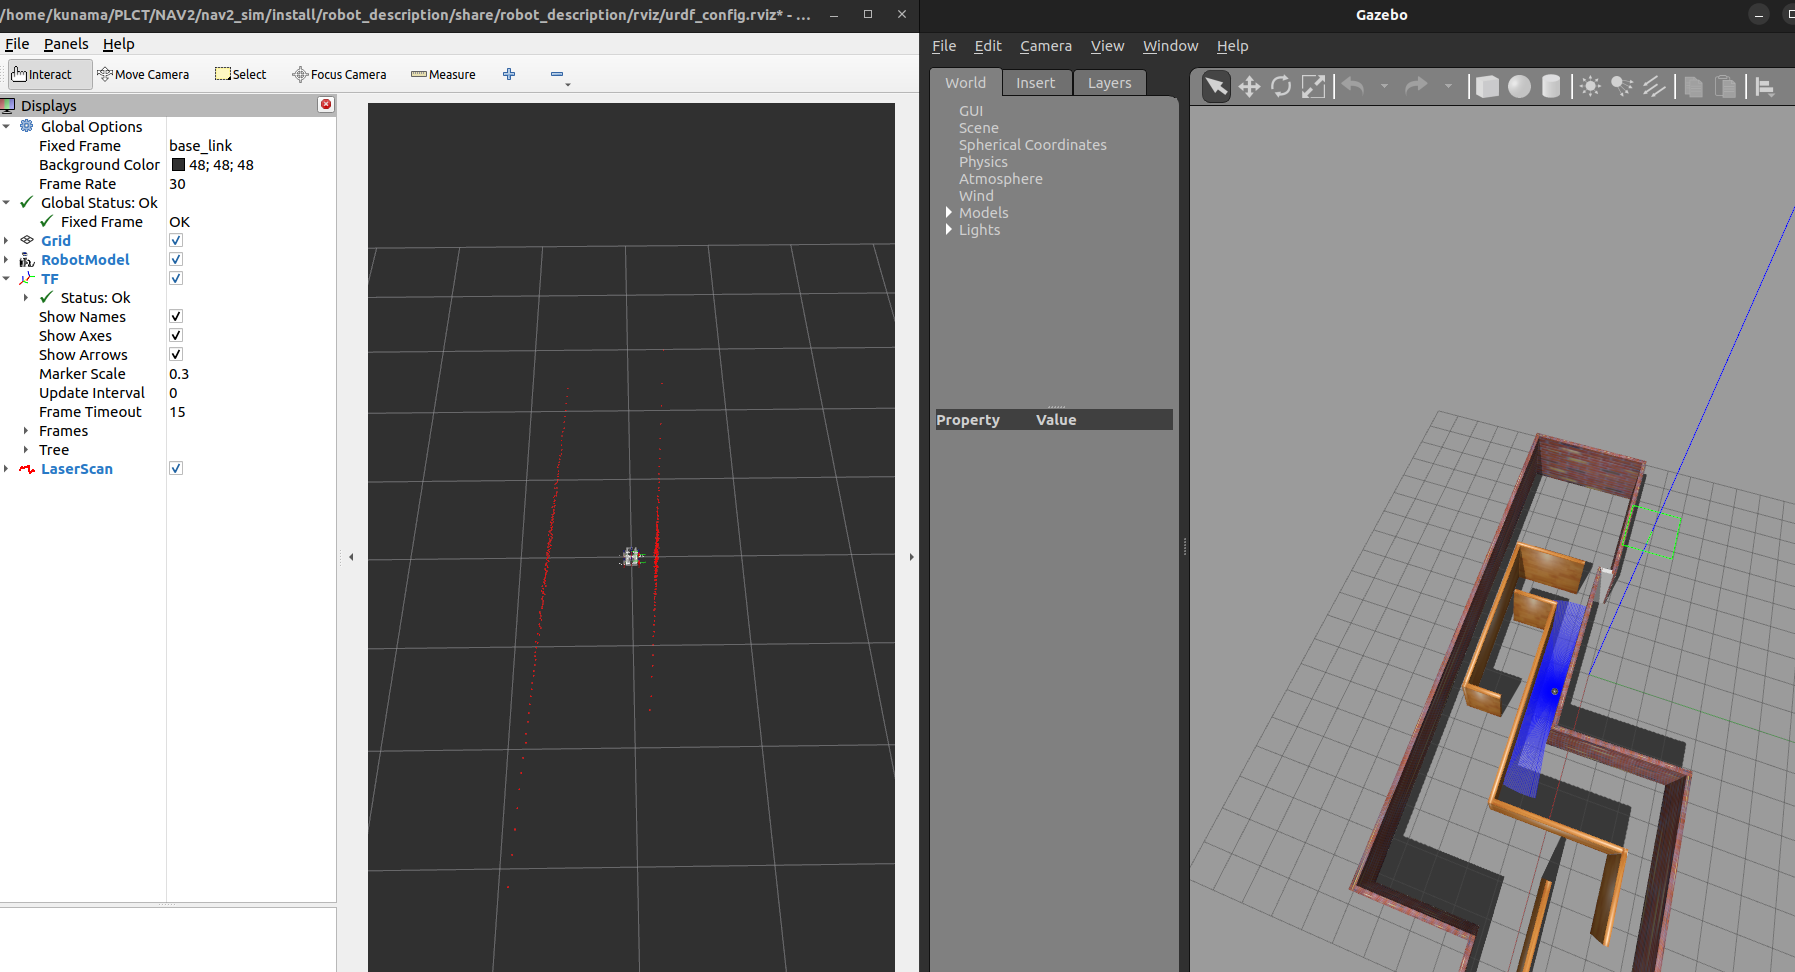 /home/kunama/PLCT/NAV2/nav2_sim/install/robot_description/share/robot_description/rviz/urdf_config.rviz* - ...
File Panels Help
Interact Move Camera Select Focus Camera Measure
Displays
Global Options
Fixed Frame base_link
Background Color 48; 48; 48
Frame Rate 30
Global Status: Ok
Fixed Frame OK
Grid
RobotModel
TF
Status: Ok
Show Names
Show Axes
Show Arrows
Marker Scale 0.3
Update Interval 0
Frame Timeout 15
Frames
Tree
LaserScan
Gazebo
File Edit Camera View Window Help
World Insert Layers
GUI
Scene
Spherical Coordinates
Physics
Atmosphere
Wind
Models
Lights
Property Value